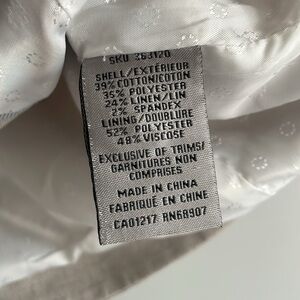 SKU 263120
SHELL/EXTÉRIEUR
39% COTTON/COTON
35% POLYESTER
24% LINEN/LIN
2% SPANDEX
LINING/DOUBLURE
52% POLYESTER
48% VISCOSE
EXCLUSIVE OF TRIMS/
GARNITURES NON
COMPRISES
MADE IN CHINA
FABRIQUÉ EN CHINE
CA01217 RN68907